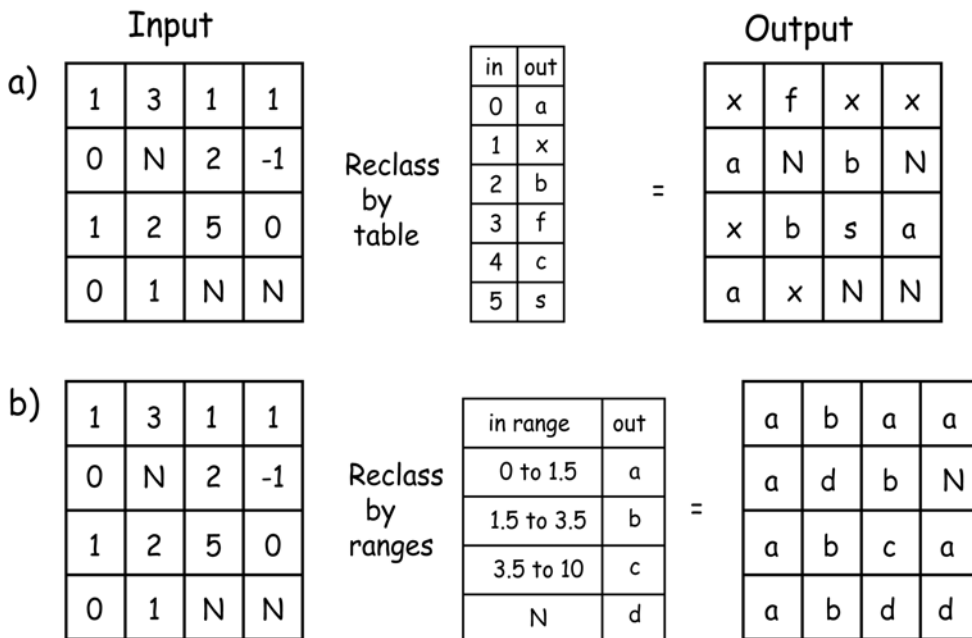 Input
Output
a)
1 3 1 1
0 N 2 -1
1 2 5 0
0 1 N N
Reclass
by
table
in out
0 a
1 x
2 b
3 f
4 c
5 s
=
x f x x
a N b N
x b s a
a x N N
b)
1 3 1 1
0 N 2 -1
1 2 5 0
0 1 N N
Reclass
by
ranges
in range out
0 to 1.5 a
1.5 to 3.5 b
3.5 to 10 c
N d
=
a b a a
a d b N
a b c a
a b d d